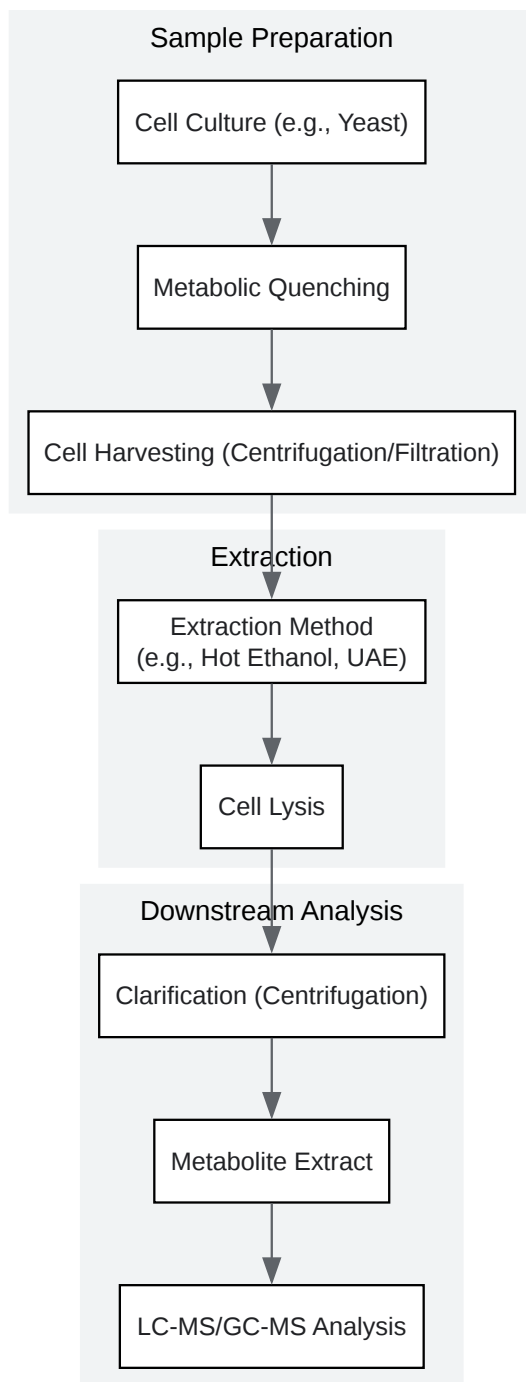 Sample Preparation
Cell Culture (e.g., Yeast)
Metabolic Quenching
Cell Harvesting (Centrifugation/Filtration)
Extraction
Extraction Method
(e.g., Hot Ethanol, UAE)
Cell Lysis
Downstream Analysis
Clarification (Centrifugation)
Metabolite Extract
LC-MS/GC-MS Analysis